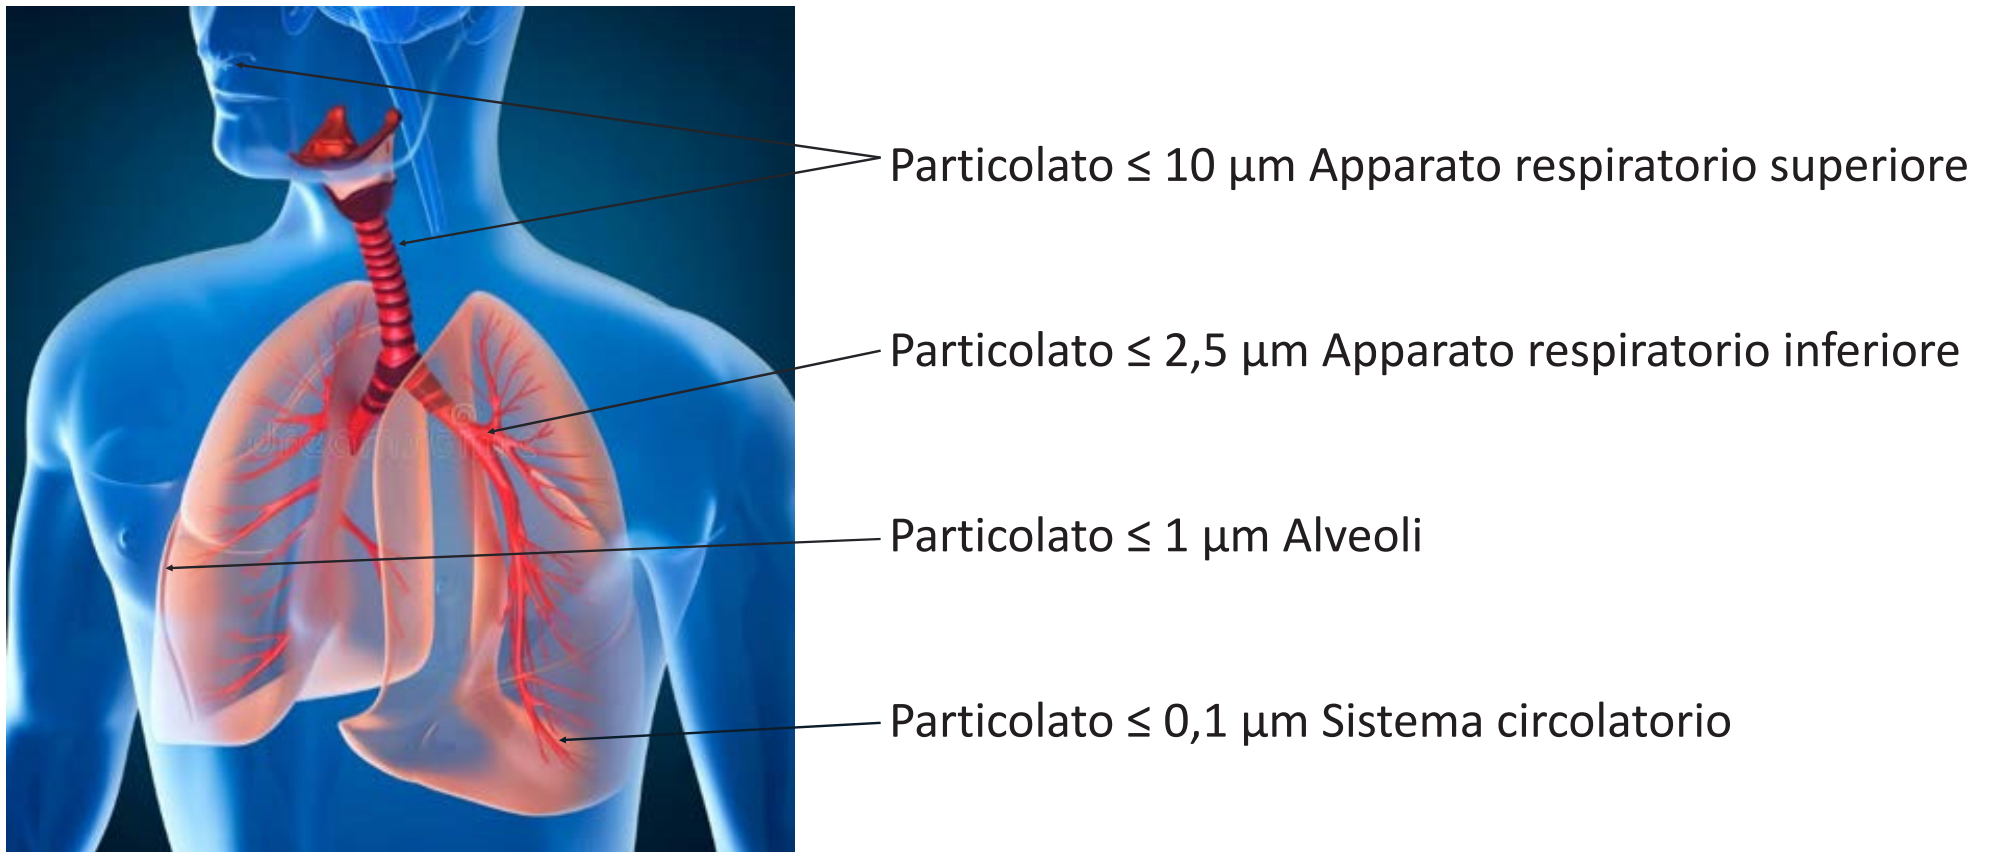 Particolato ≤ 10 µm Apparato respiratorio superiore
Particolato ≤ 2,5 µm Apparato respiratorio inferiore
dreamstime
Particolato ≤ 1 µm Alveoli
Particolato ≤ 0,1 µm Sistema circolatorio